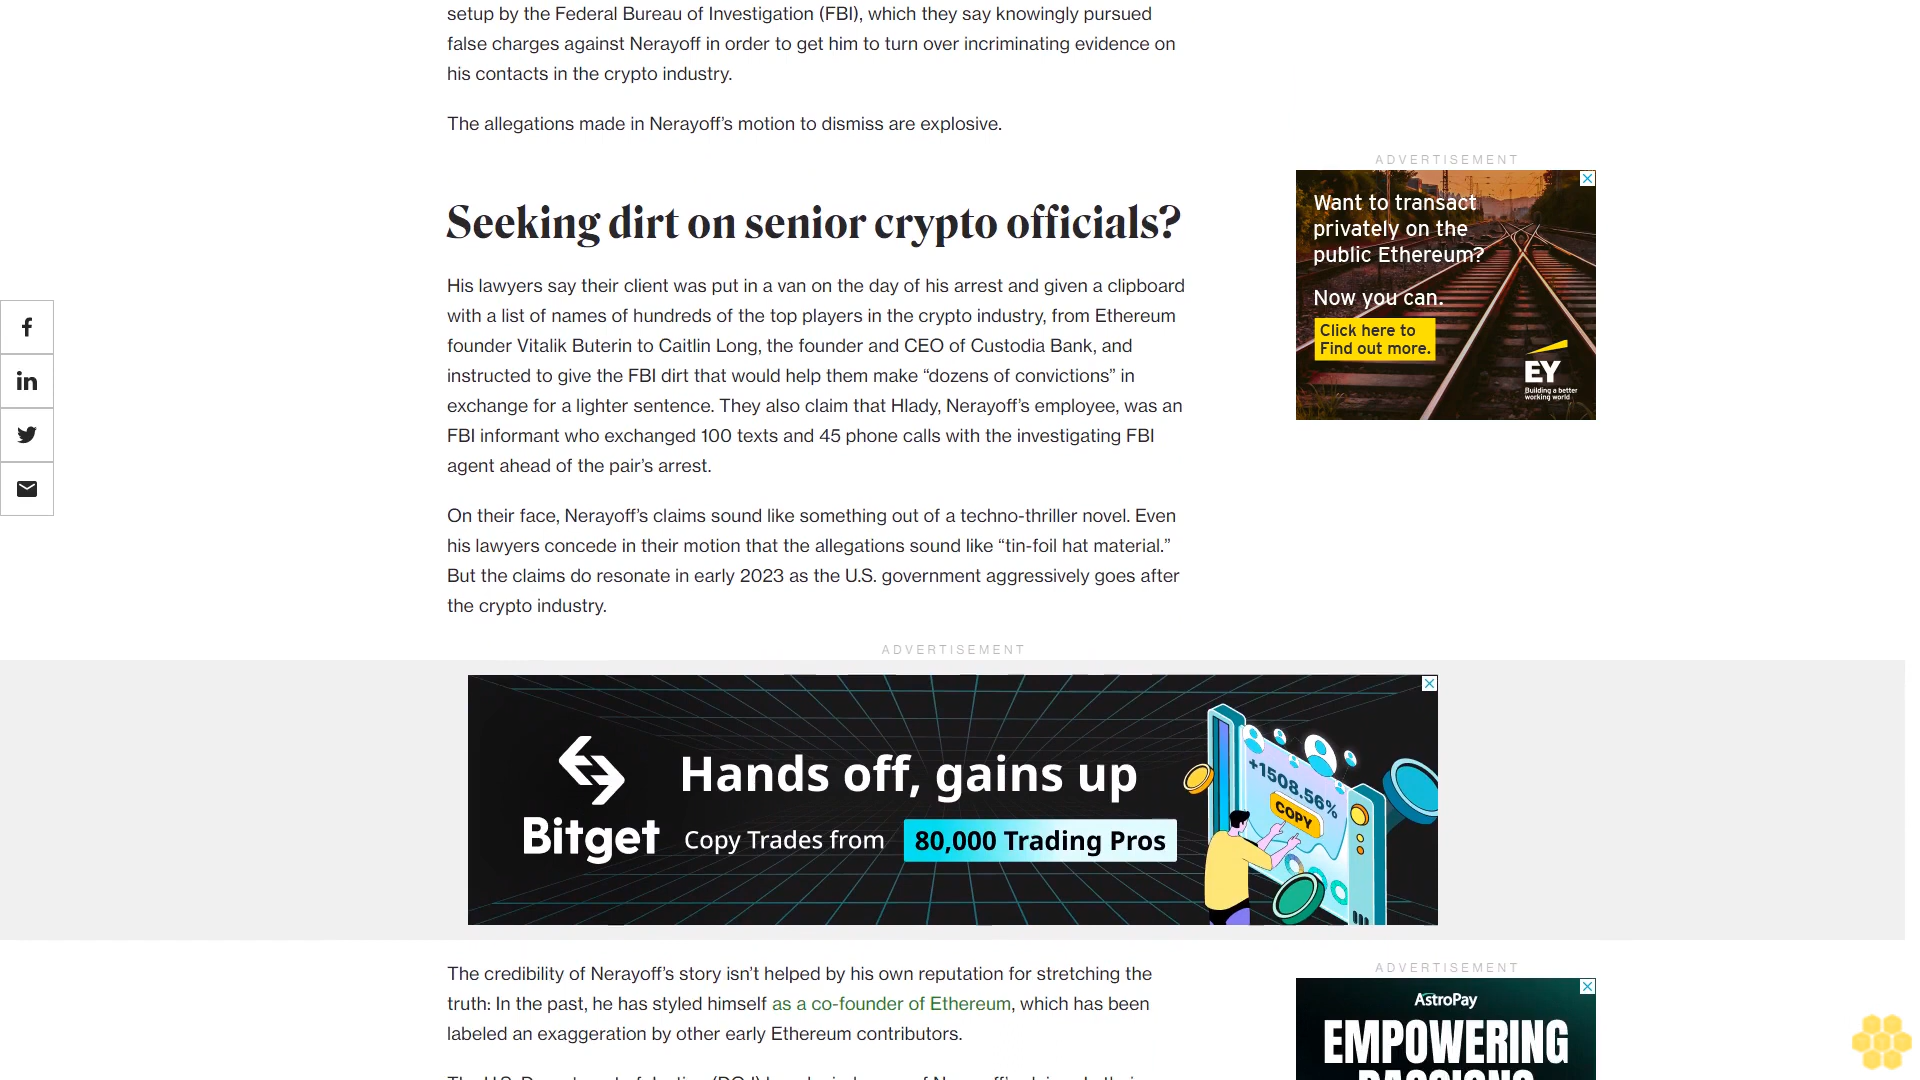 setup by the Federal Bureau of Investigation (FBI), which they say knowingly pursued
false charges against Nerayoff in order to get him to turn over incriminating evidence on
his contacts in the crypto industry.
The allegations made in Nerayoff’s motion to dismiss are explosive.
Seeking dirt on senior crypto officials?
His lawyers say their client was put in a van on the day of his arrest and given a clipboard
with a list of names of hundreds of the top players in the crypto industry, from Ethereum
founder Vitalik Buterin to Caitlin Long, the founder and CEO of Custodia Bank, and
instructed to give the FBI dirt that would help them make “dozens of convictions” in
exchange for a lighter sentence. They also claim that Hlady, Nerayoff’s employee, was an
FBI informant who exchanged 100 texts and 45 phone calls with the investigating FBI
agent ahead of the pair’s arrest.
On their face, Nerayoff’s claims sound like something out of a techno-thriller novel. Even
his lawyers concede in their motion that the allegations sound like “tin-foil hat material.”
But the claims do resonate in early 2023 as the U.S. government aggressively goes after
the crypto industry.
ADVERTISEMENT
Want to transact
privately on the
public Ethereum?
Now you can.
Click here to
Find out more.
EY
Building a better
working world
ADVERTISEMENT
Bitget
Hands off, gains up
Copy Trades from 80,000 Trading Pros
+1508.56%
COPY
The credibility of Nerayoff’s story isn’t helped by his own reputation for stretching the
truth: In the past, he has styled himself as a co-founder of Ethereum, which has been
labeled an exaggeration by other early Ethereum contributors.
ADVERTISEMENT
AstroPay
EMPOWERING